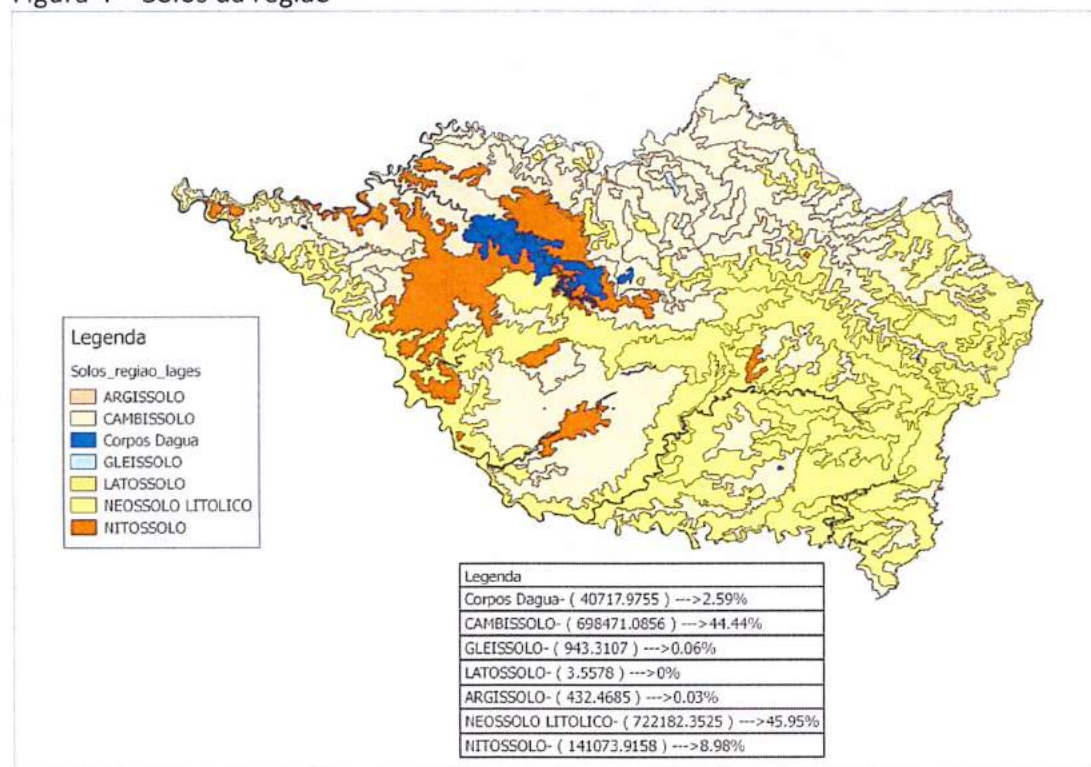 Legenda
Solos_regiao_lages
ARGISSOLO
CAMBISSOLO
Corpos Dagua
GLEISSOLO
LATOSSOLO
NEOSSOLO LITOLICO
NITOSSOLO
Legenda
Corpos Dagua- ( 40717.9755 ) --->2.59%
CAMBISSOLO- ( 698471.0856 ) --->44.44%
GLEISSOLO- ( 943.3107 ) --->0.06%
LATOSSOLO- ( 3.5578 ) --->0%
ARGISSOLO- ( 432.4685 ) --->0.03%
NEOSSOLO LITOLICO- ( 722182.3525 ) --->45.95%
NITOSSOLO- ( 141073.9158 ) --->8.98%